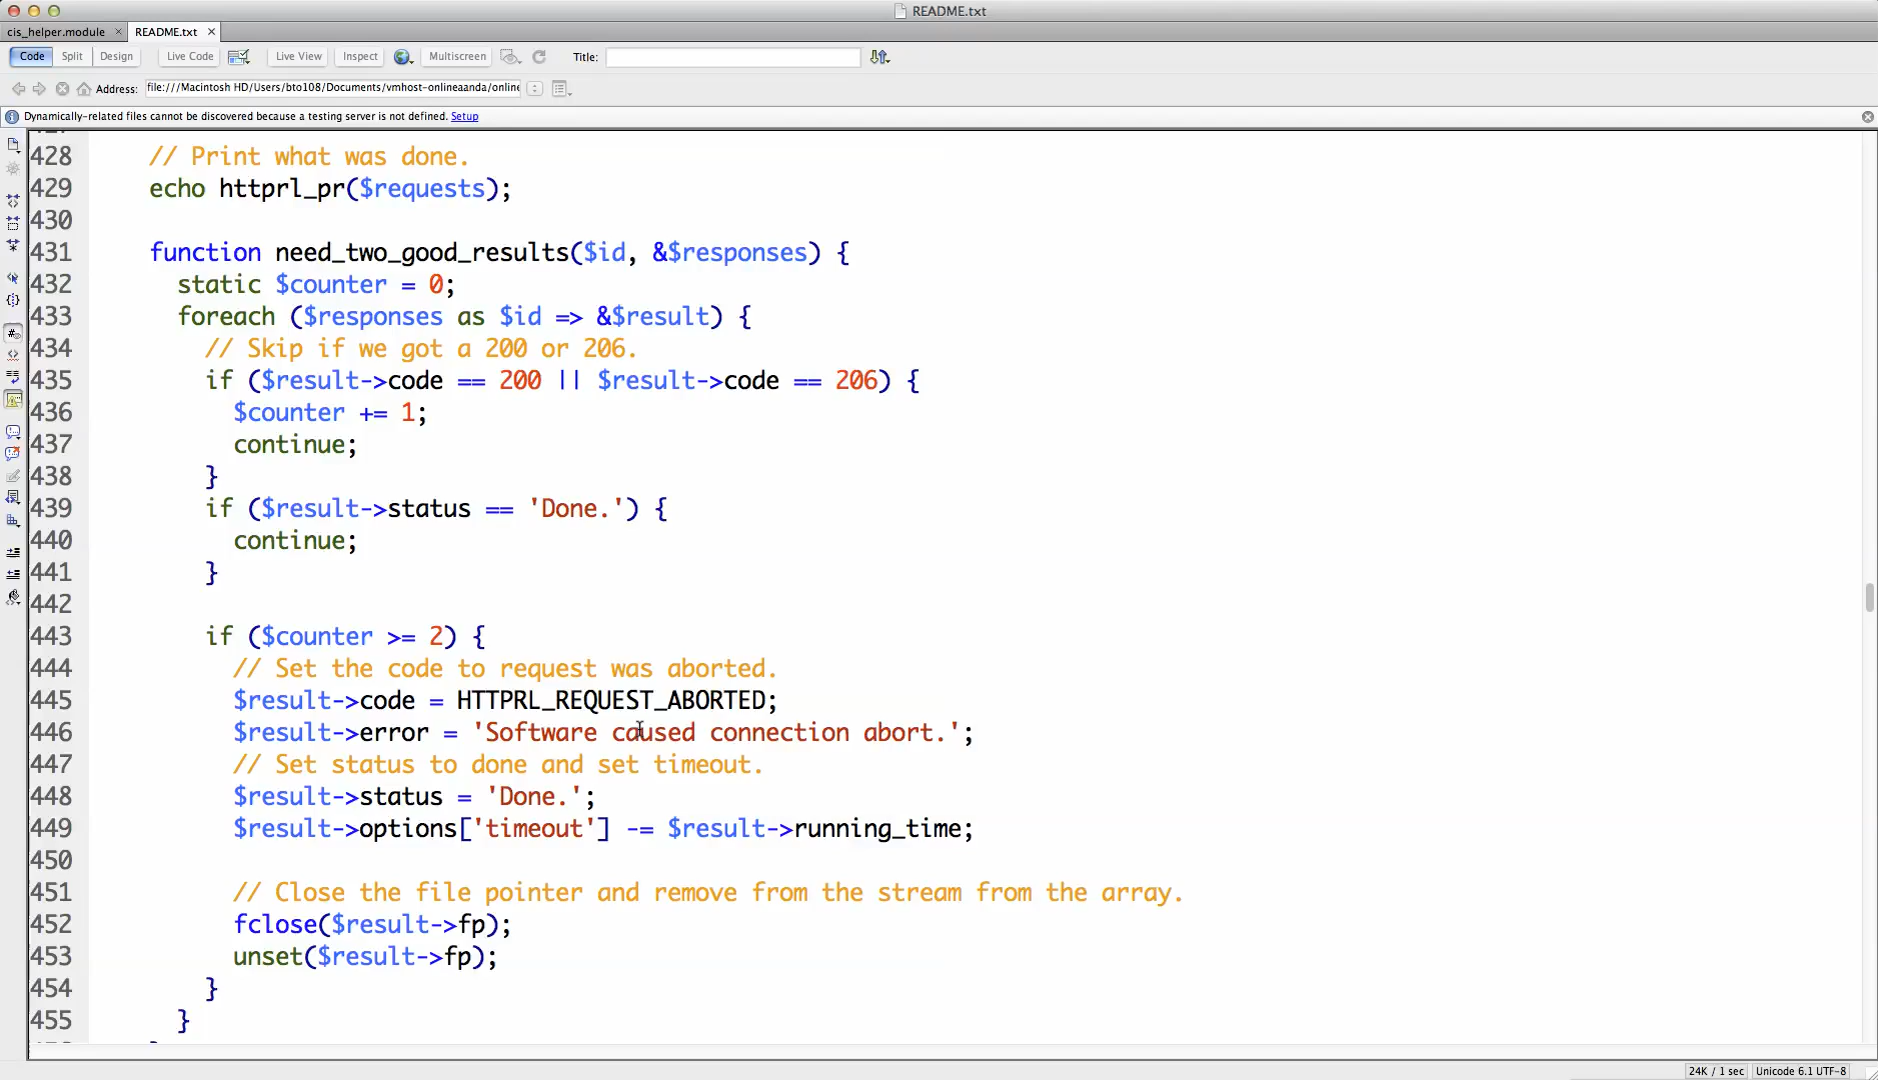 README.txt
cis_helper.module
README.txt
Code
Split
Design
Live Code
Live View
Inspect
Multiscreen
Title:
Address:
file:///Macintosh HD/Users/bto108/Documents/vmhost-onlineaanda/online
Dynamically-related files cannot be discovered because a testing server is not defined. Setup
428 // Print what was done.
429 echo httprl_pr($requests);
430
431 function need_two_good_results($id, &$responses) {
432 static $counter = 0;
433 foreach ($responses as $id => &$result) {
434 // Skip if we got a 200 or 206.
435 if ($result->code == 200 || $result->code == 206) {
436 $counter += 1;
437 continue;
438 }
439 if ($result->status == 'Done.') {
440 continue;
441 }
442
443 if ($counter >= 2) {
444 // Set the code to request was aborted.
445 $result->code = HTTPRL_REQUEST_ABORTED;
446 $result->error = 'Software caused connection abort.';
447 // Set status to done and set timeout.
448 $result->status = 'Done.';
449 $result->options['timeout'] -= $result->running_time;
450
451 // Close the file pointer and remove from the stream from the array.
452 fclose($result->fp);
453 unset($result->fp);
454 }
455 }
24K / 1 sec
Unicode 6.1 UTF-8